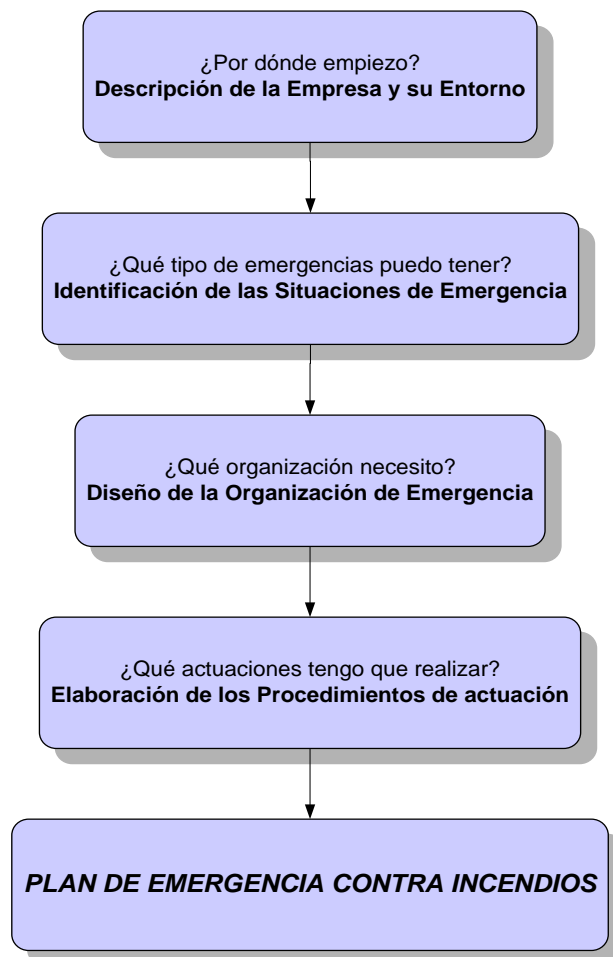 ¿Por dónde empiezo?
Descripción de la Empresa y su Entorno
¿Qué tipo de emergencias puedo tener?
Identificación de las Situaciones de Emergencia
¿Qué organización necesito?
Diseño de la Organización de Emergencia
¿Qué actuaciones tengo que realizar?
Elaboración de los Procedimientos de actuación
PLAN DE EMERGENCIA CONTRA INCENDIOS